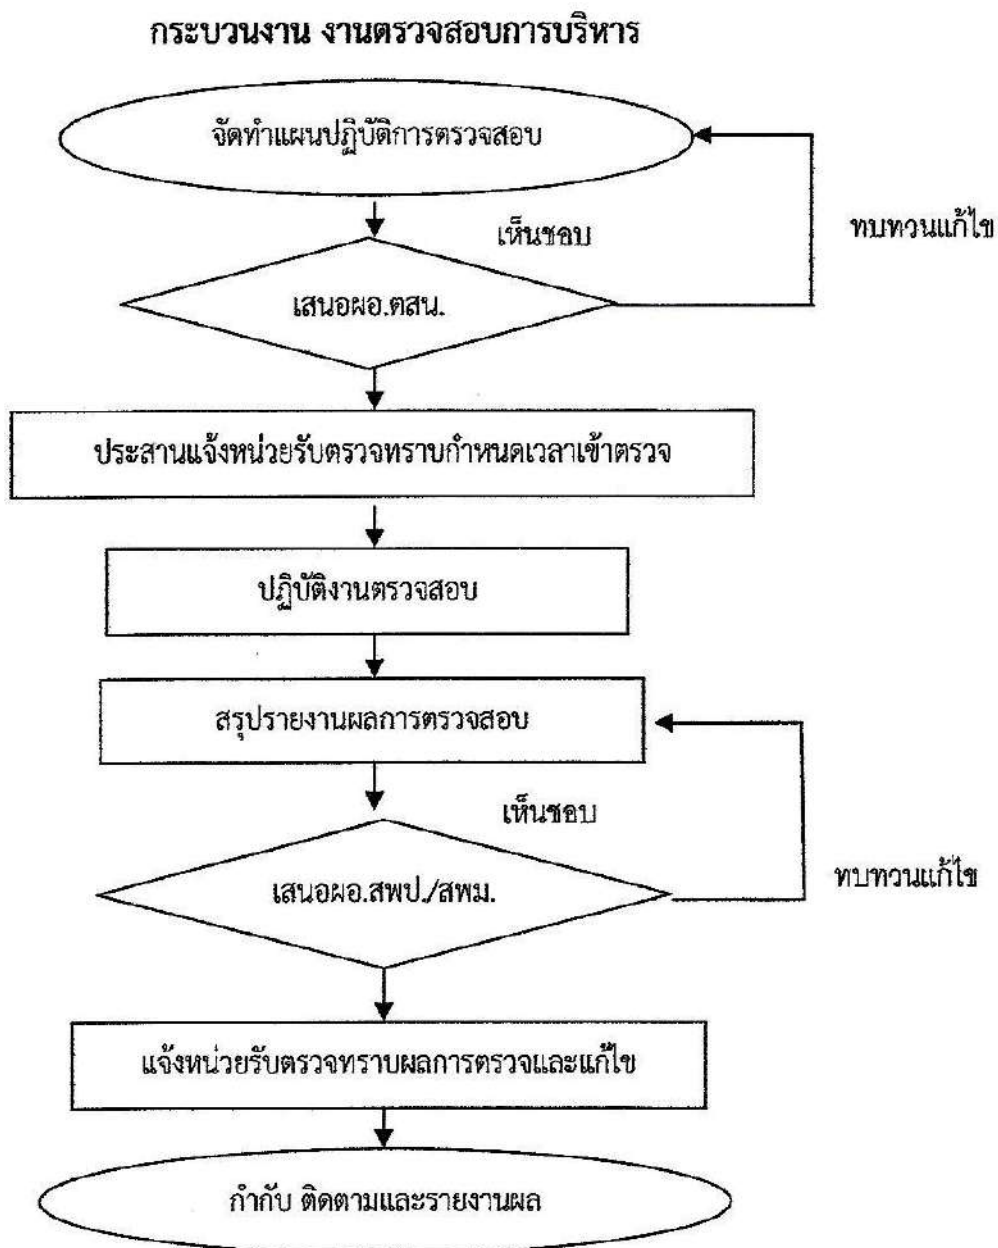 กระบวนงาน งานตรวจสอบการบริหาร
จัดทำแผนปฏิบัติการตรวจสอบ
เห็นชอบ
ทบทวนแก้ไข
เสนอผอ.ตสน.
ประสานแจ้งหน่วยรับตรวจทราบกำหนดเวลาเข้าตรวจ
ปฏิบัติงานตรวจสอบ
สรุปรายงานผลการตรวจสอบ
เห็นชอบ
ทบทวนแก้ไข
เสนอผอ.สพป./สพม.
แจ้งหน่วยรับตรวจทราบผลการตรวจและแก้ไข
กำกับ ติดตามและรายงานผล